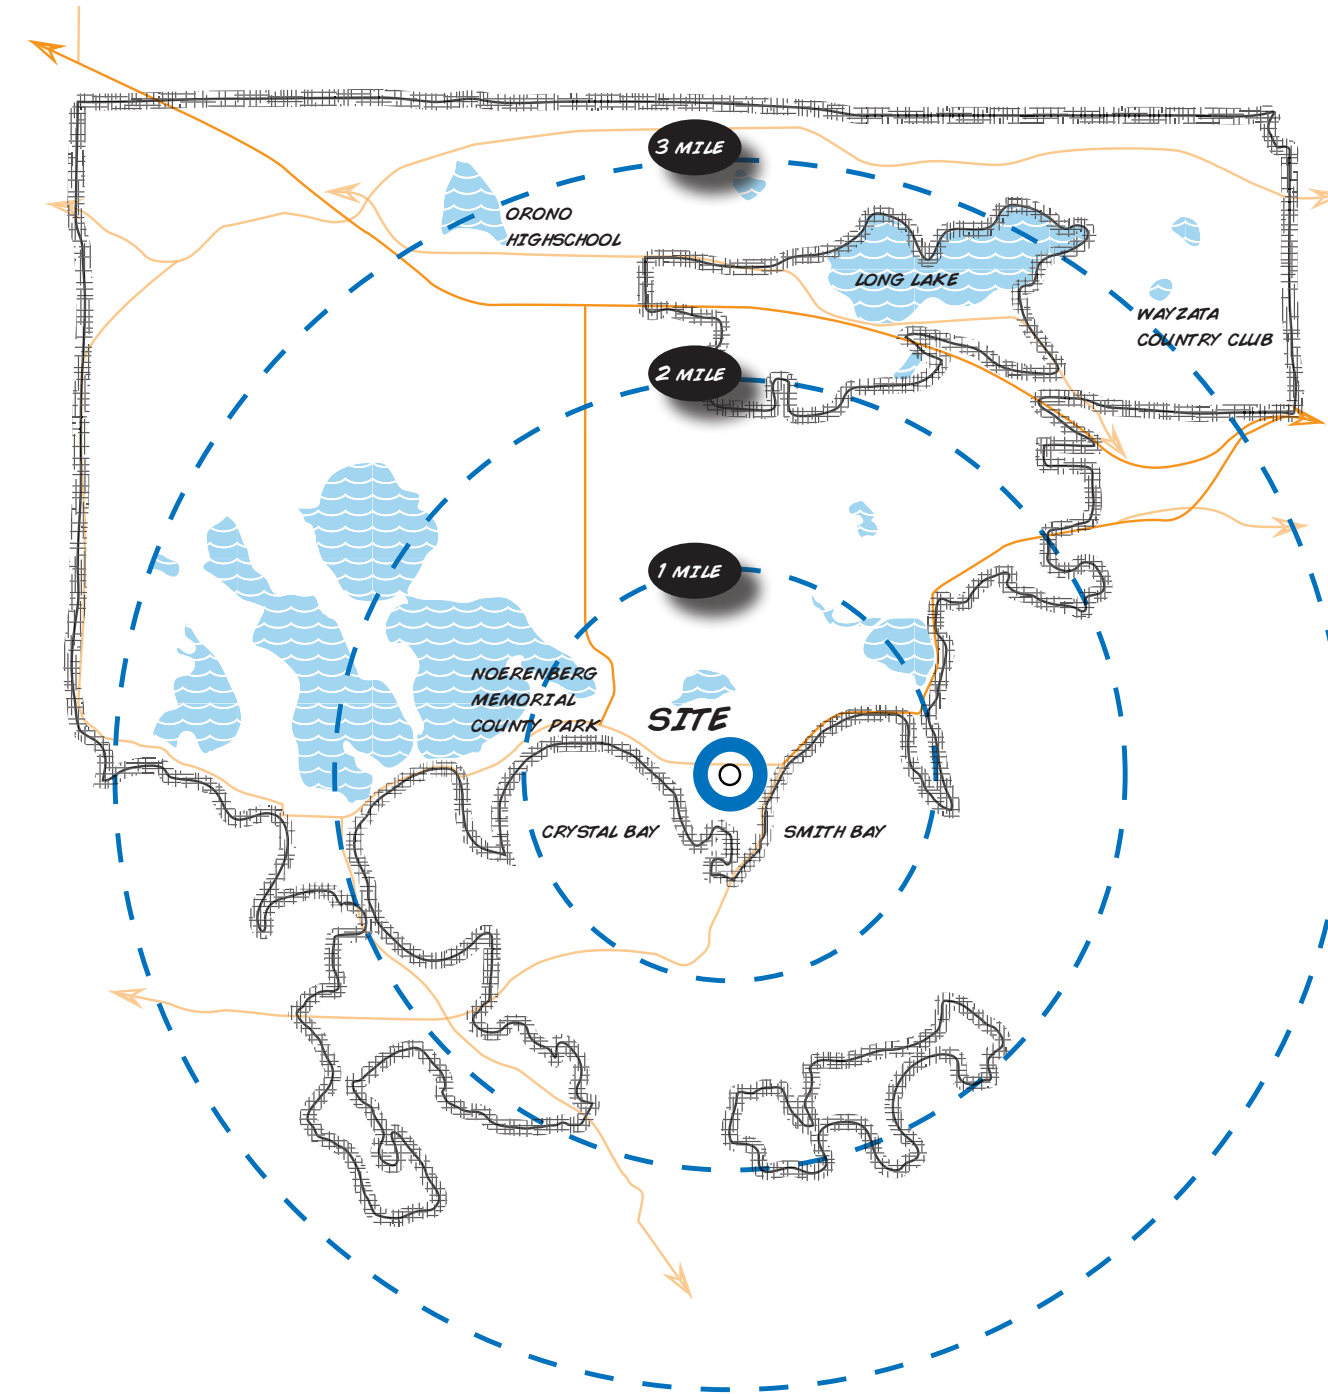 3 MILE
ORONO
HIGHSCHOOL
LONG LAKE
WAYZATA
COUNTRY CLUB
2 MILE
1 MILE
NOERENBERG
MEMORIAL
COUNTY PARK
SITE
CRYSTAL BAY
SMITH BAY